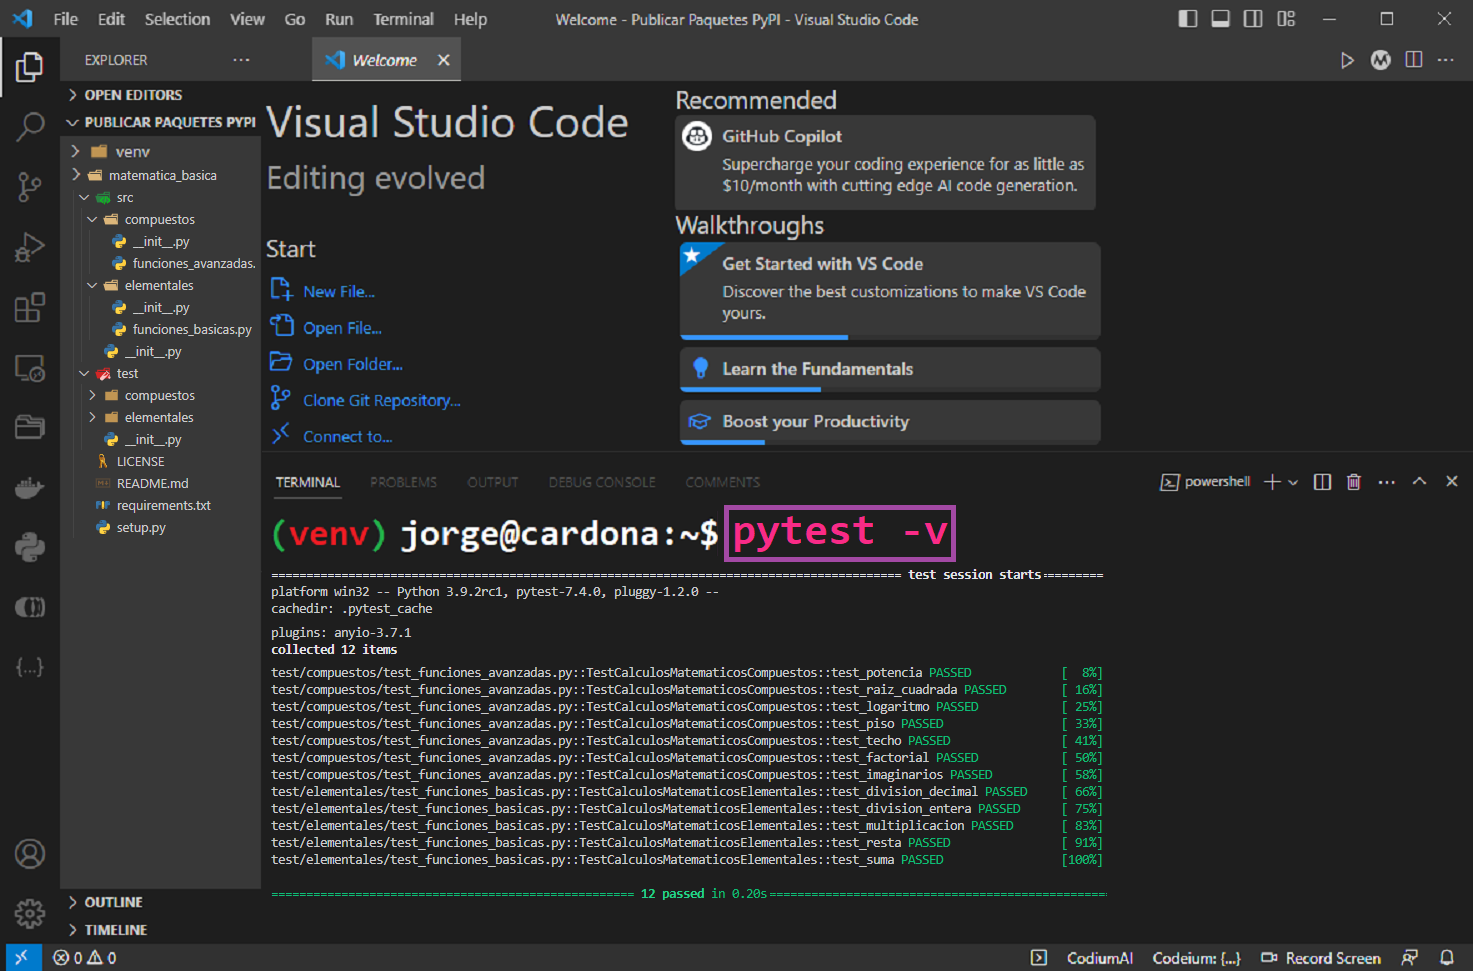 File Edit Selection View Go Run Terminal Help
Welcome - Publicar Paquetes PyPI - Visual Studio Code
EXPLORER ...
Welcome
OPEN EDITORS
PUBLICAR PAQUETES PYPI
venv
matematica_basica
src
compuestos
__init__.py
funciones_avanzadas.
elementales
__init__.py
funciones_basicas.py
__init__.py
test
compuestos
elementales
__init__.py
LICENSE
README.md
requirements.txt
setup.py
OUTLINE
TIMELINE
Visual Studio Code
Editing evolved
Start
New File...
Open File...
Open Folder...
Clone Git Repository...
Connect to...
Recommended
GitHub Copilot
Supercharge your coding experience for as little as
$10/month with cutting edge AI code generation.
Walkthroughs
Get Started with VS Code
Discover the best customizations to make VS Code
yours.
Learn the Fundamentals
Boost your Productivity
TERMINAL PROBLEMS OUTPUT DEBUG CONSOLE COMMENTS
powershell
(venv) jorge@cardona:~$ pytest -v
test session starts
platform win32 -- Python 3.9.2rc1, pytest-7.4.0, pluggy-1.2.0 --
cachedir: .pytest_cache
plugins: anyio-3.7.1
collected 12 items
test/compuestos/test_funciones_avanzadas.py::TestCalculosMatematicosCompuestos::test_potencia PASSED [  8%]
test/compuestos/test_funciones_avanzadas.py::TestCalculosMatematicosCompuestos::test_raiz_cuadrada PASSED [ 16%]
test/compuestos/test_funciones_avanzadas.py::TestCalculosMatematicosCompuestos::test_logaritmo PASSED [ 25%]
test/compuestos/test_funciones_avanzadas.py::TestCalculosMatematicosCompuestos::test_piso PASSED [ 33%]
test/compuestos/test_funciones_avanzadas.py::TestCalculosMatematicosCompuestos::test_techo PASSED [ 41%]
test/compuestos/test_funciones_avanzadas.py::TestCalculosMatematicosCompuestos::test_factorial PASSED [ 50%]
test/compuestos/test_funciones_avanzadas.py::TestCalculosMatematicosCompuestos::test_imaginarios PASSED [ 58%]
test/elementales/test_funciones_basicas.py::TestCalculosMatematicosElementales::test_division_decimal PASSED [ 66%]
test/elementales/test_funciones_basicas.py::TestCalculosMatematicosElementales::test_division_entera PASSED [ 75%]
test/elementales/test_funciones_basicas.py::TestCalculosMatematicosElementales::test_multiplicacion PASSED [ 83%]
test/elementales/test_funciones_basicas.py::TestCalculosMatematicosElementales::test_resta PASSED [ 91%]
test/elementales/test_funciones_basicas.py::TestCalculosMatematicosElementales::test_suma PASSED [100%]
12 passed in 0.20s
0 0
CodiumAI Codeium: {...} Record Screen